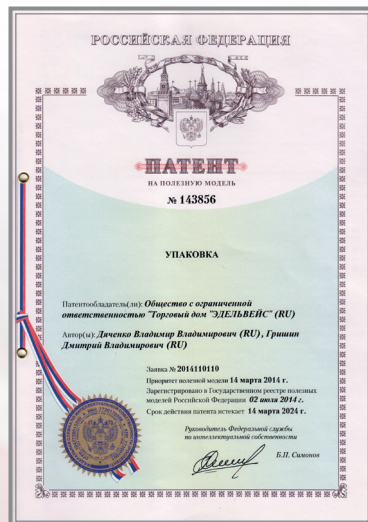 РОССИЙСКАЯ ФЕДЕРАЦИЯ
ПАТЕНТ
НА ПОЛЕЗНУЮ МОДЕЛЬ
№ 143856
УПАКОВКА
Патентообладатель(ли): Общество с ограниченной
ответственностью "Торговый дом "ЭДЕЛЬВЕЙС" (RU)
Автор(ы): Дяченко Владимир Владимирович (RU), Гришин
Дмитрий Владимирович (RU)
Заявка № 2014110110
Приоритет полезной модели 14 марта 2014 г.
Зарегистрировано в Государственном реестре полезных
моделей Российской Федерации 02 июля 2014 г.
Срок действия патента истекает 14 марта 2024 г.
Руководитель Федеральной службы
по интеллектуальной собственности
Б.П. Симонов